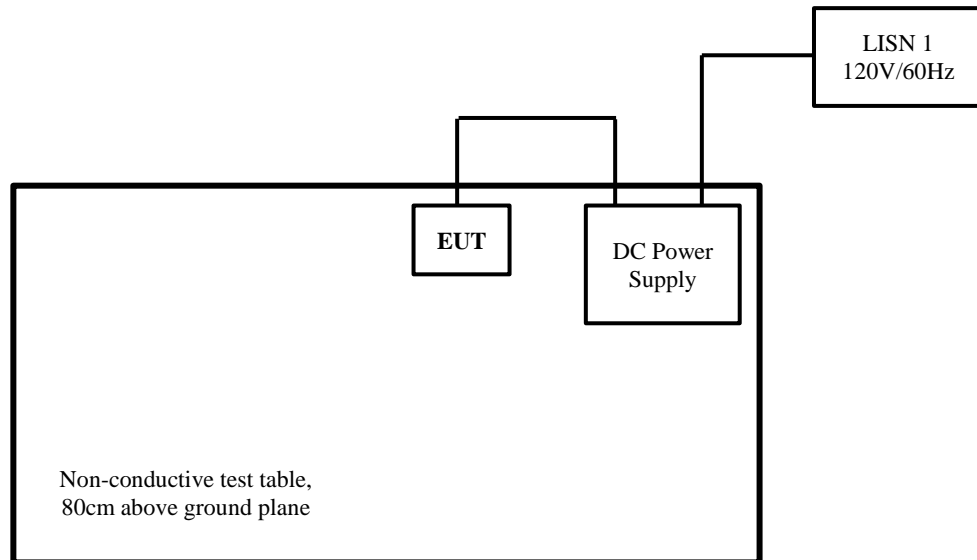 LISN 1
120V/60Hz
EUT
DC Power
Supply
Non-conductive test table,
80cm above ground plane